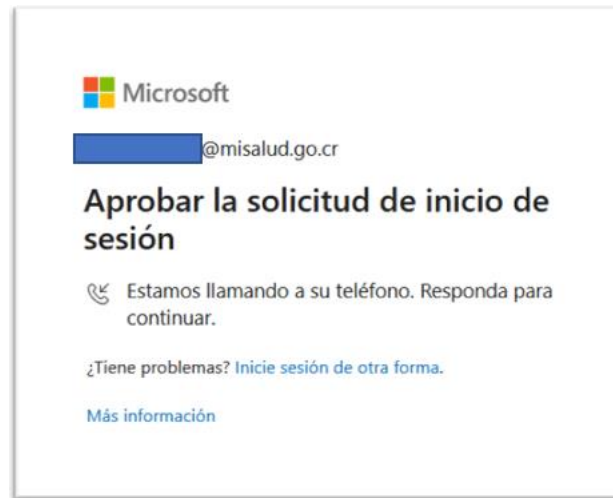 Microsoft
@misalud.go.cr
Aprobar la solicitud de inicio de
sesión
Estamos llamando a su teléfono. Responda para
continuar.
¿Tiene problemas? Inicie sesión de otra forma.
Más información